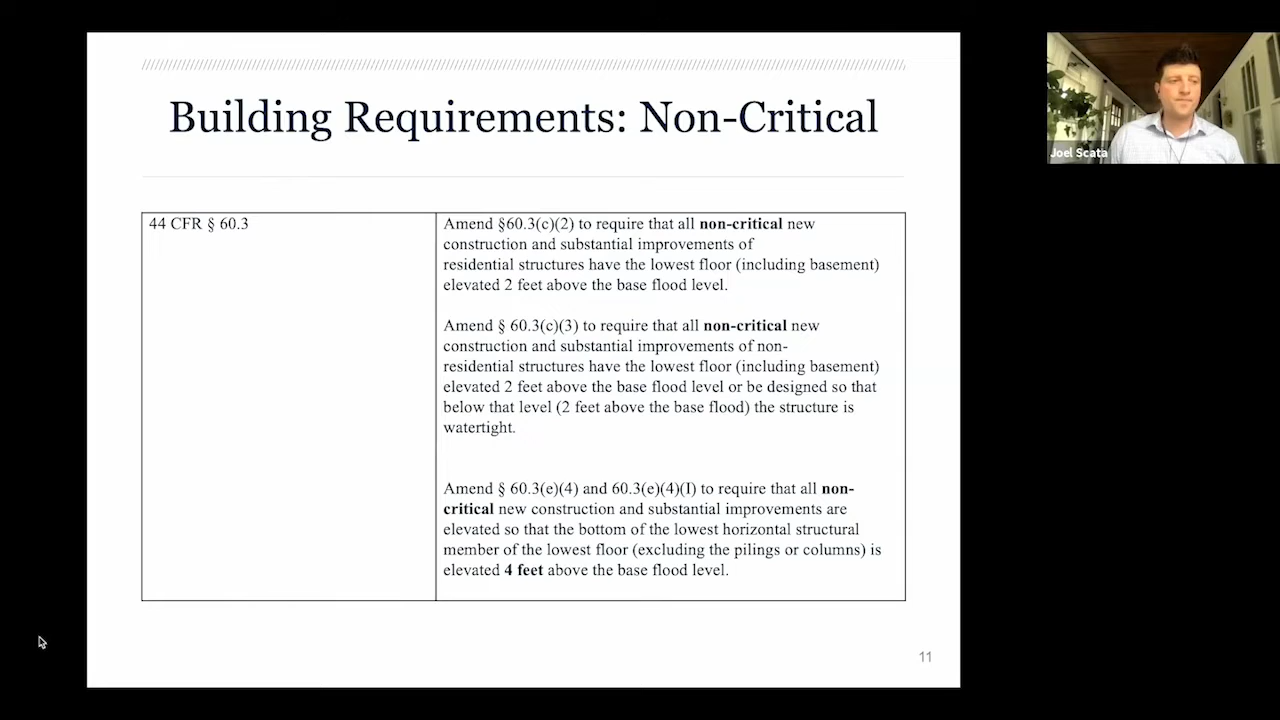 Building Requirements: Non-Critical
44 CFR § 60.3
Amend §60.3(c)(2) to require that all non-critical new
construction and substantial improvements of
residential structures have the lowest floor (including basement)
elevated 2 feet above the base flood level.
Amend § 60.3(c)(3) to require that all non-critical new
construction and substantial improvements of non-
residential structures have the lowest floor (including basement)
elevated 2 feet above the base flood level or be designed so that
below that level (2 feet above the base flood) the structure is
watertight.
Amend § 60.3(e)(4) and 60.3(e)(4)(I) to require that all non-
critical new construction and substantial improvements are
elevated so that the bottom of the lowest horizontal structural
member of the lowest floor (excluding the pilings or columns) is
elevated 4 feet above the base flood level.
11
Joel Scata